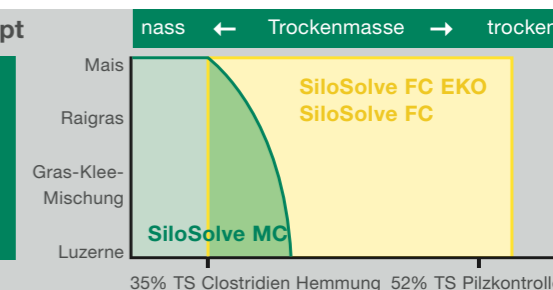 pt
nass ← Trockenmasse → trocken
Mais
SiloSolve FC EKO
SiloSolve FC
Raigras
Gras-Klee-
Mischung
SiloSolve MC
Luzerne
35% TS Clostridien Hemmung 52% TS Pilzkontrolle